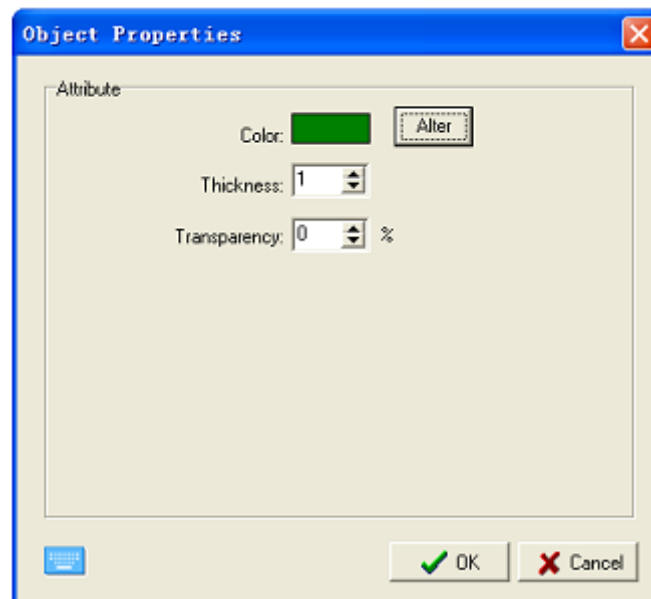 Object Properties
Attribute
Color: Alter
Thickness: 1
Transparency: 0 %
OK Cancel